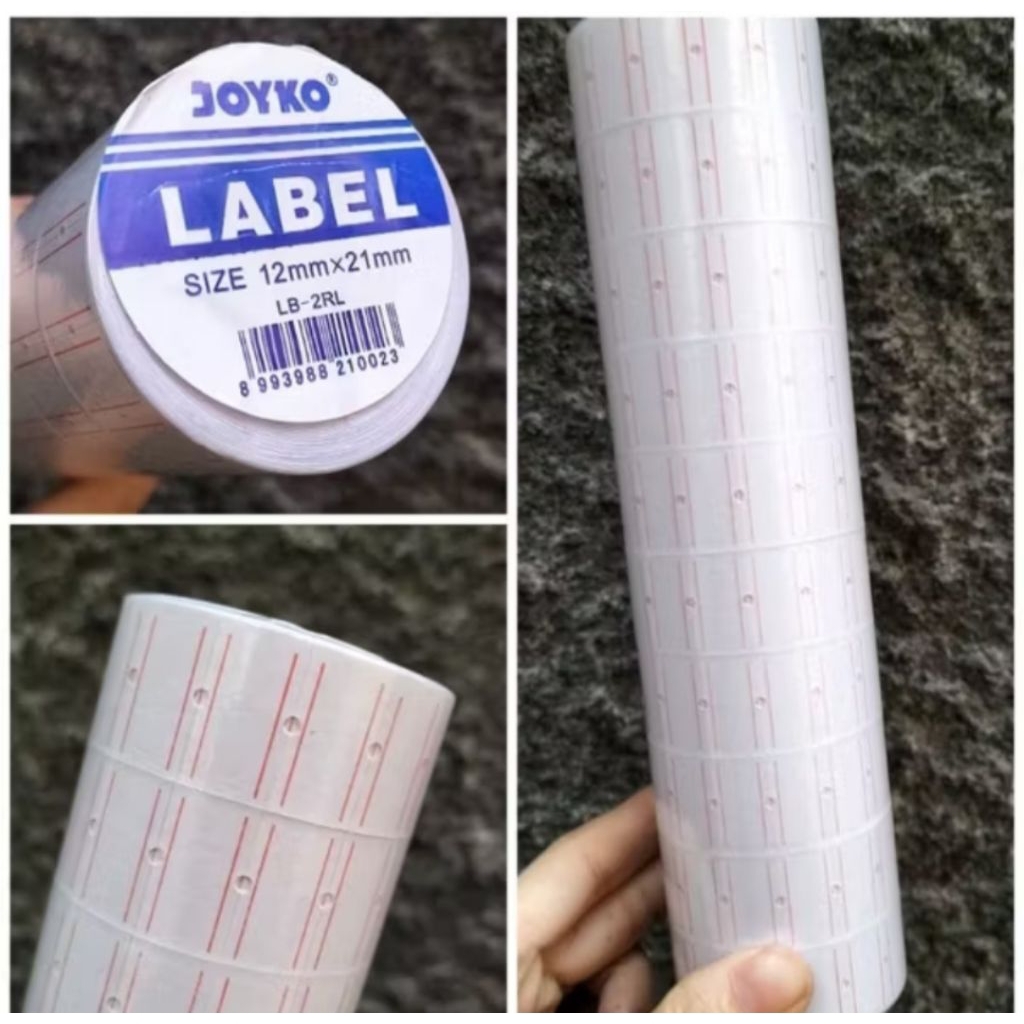 JOYKO®
LABEL
SIZE 12mm×21mm
LB-2RL
8 993988 210023